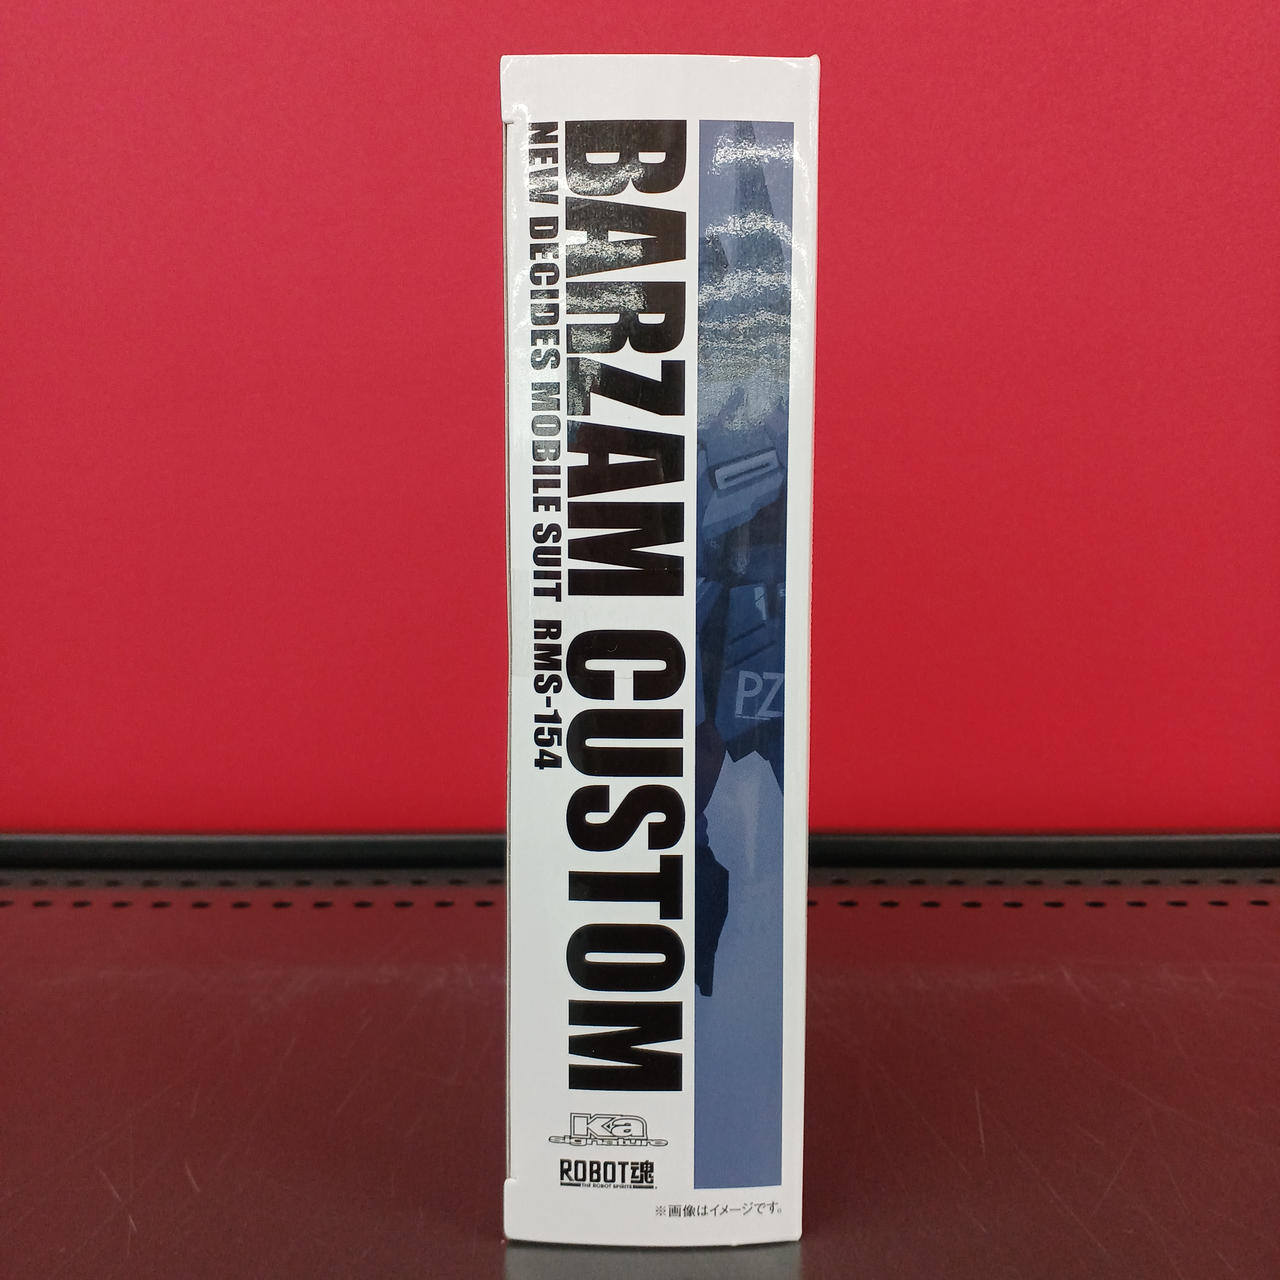 BARZAM CUSTOM
NEW DECIDES MOBILE SUIT RMS-154
PZ
Ka
signature
ROBOT魂
THE ROBOT SPIRITS
※画像はイメージです。